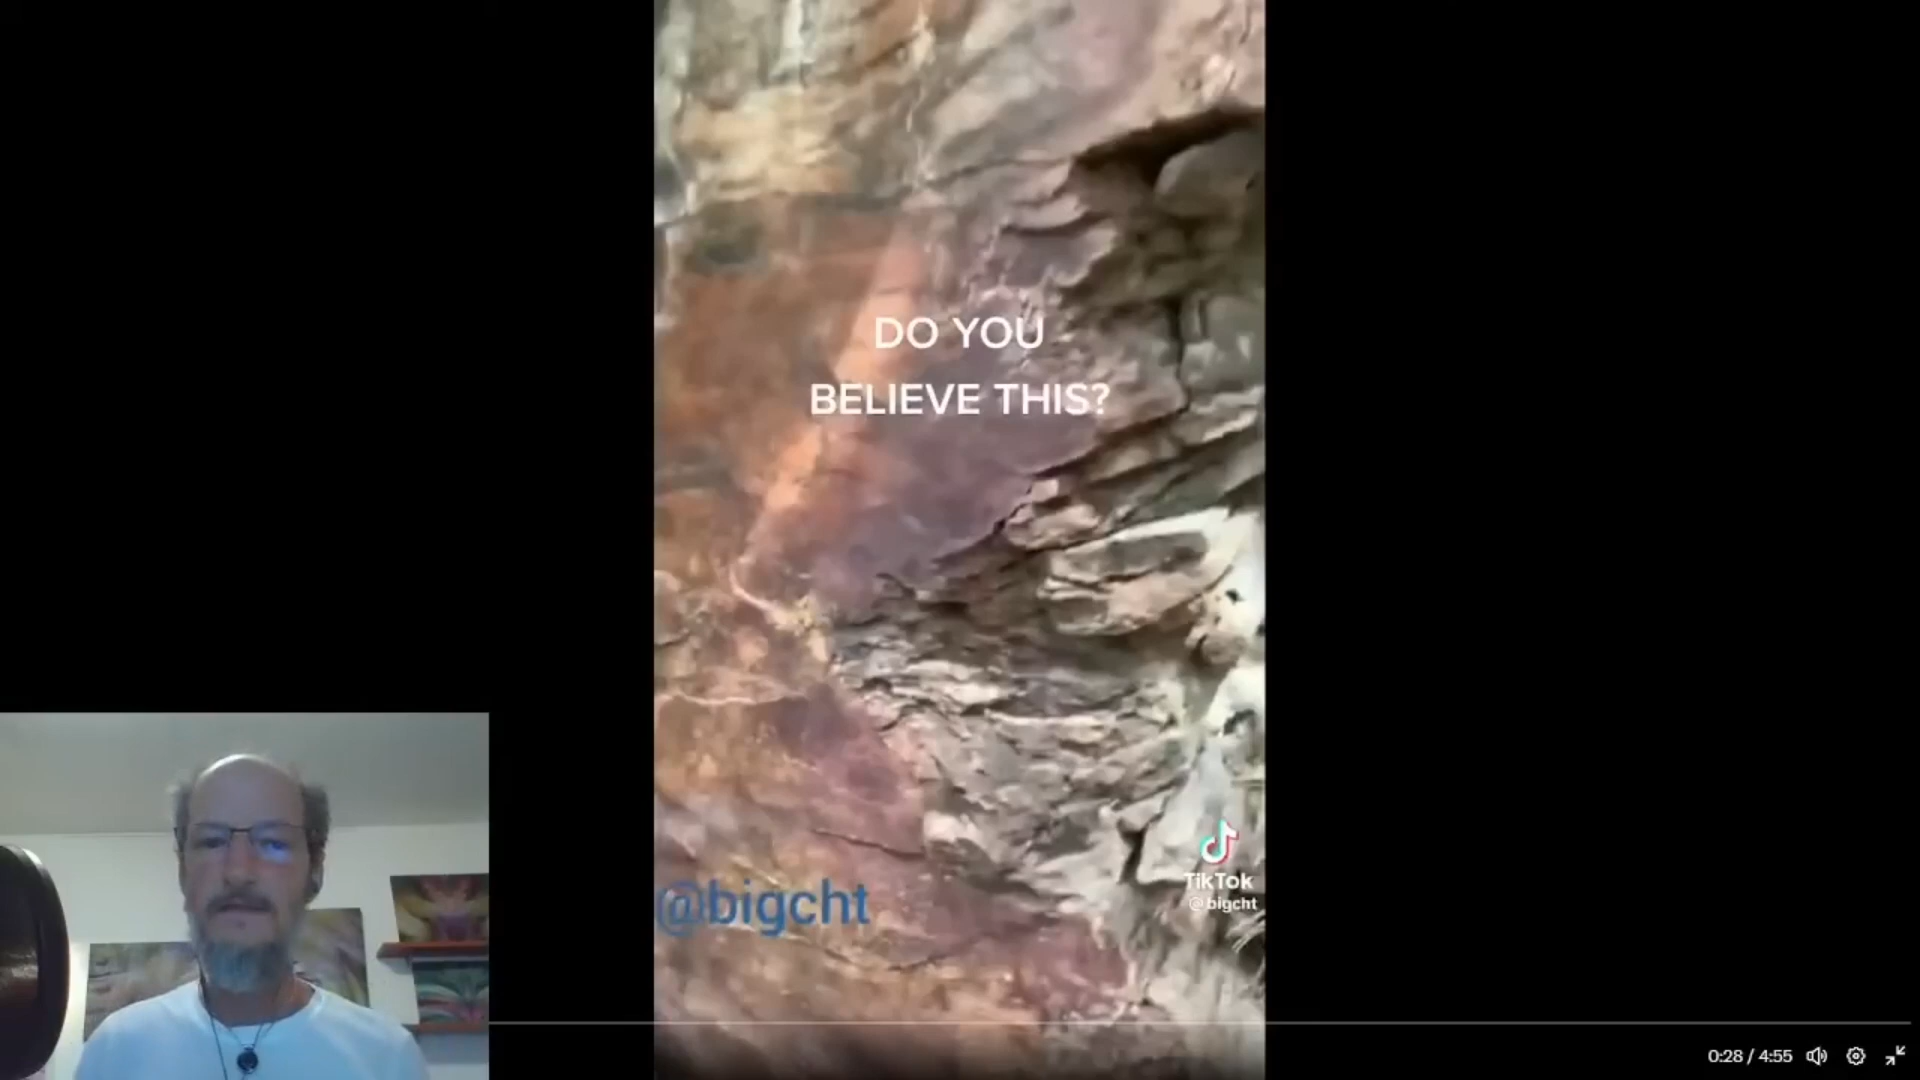 DO YOU
BELIEVE THIS?
@bigcht
TikTok
@bigcht
0:28 / 4:55